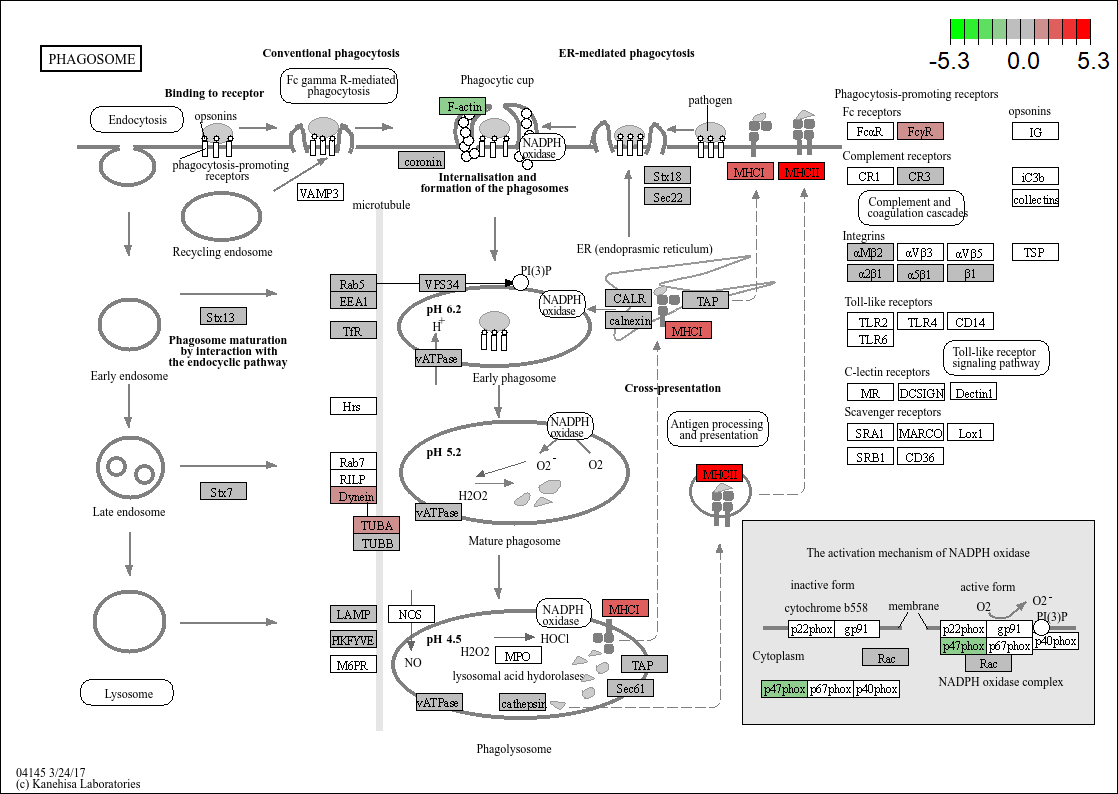 PHAGOSOME
-5.3 0.0 5.3
Conventional phagocytosis
ER-mediated phagocytosis
Binding to receptor
Fc gamma R-mediated
phagocytosis
Phagocytic cup
Endocytosis
opsonins
F-actin
pathogen
NADPH
oxidase
coronin
phagocytosis-promoting
receptors
Internalisation and
formation of the phagosomes
VAMP3
microtubule
Stx18
Sec22
MHCI
MHCII
Phagocytosis-promoting receptors
Fc receptors
opsonins
FcαR
FcγR
IG
Complement receptors
CR1
CR3
iC3b
collectins
Complement and
coagulation cascades
Integrins
αMβ2
αVβ3
αVβ5
TSP
α2β1
α5β1
β1
Toll-like receptors
TLR2
TLR4
CD14
TLR6
Toll-like receptor
signaling pathway
C-lectin receptors
MR
DCSIGN
Dectin1
Scavenger receptors
SRA1
MARCO
Lox1
SRB1
CD36
Recycling endosome
ER (endoprasmic reticulum)
Rab5
EEA1
VPS34
PI(3)P
NADPH
oxidase
CALR
calnexin
TAP
MHCI
Stx13
TfR
pH 6.2
H+
vATPase
Phagosome maturation
by interaction with
the endocyclic pathway
Early endosome
Early phagosome
Cross-presentation
Hrs
NADPH
oxidase
Antigen processing
and presentation
pH 5.2
O2-
O2
H2O2
Rab7
RILP
Dynein
vATPase
MHCII
Stx7
Late endosome
TUBA
TUBB
Mature phagosome
LAMP
PIKFYVE
M6PR
NOS
NO
NADPH
oxidase
MHCI
pH 4.5
HOCl
H2O2
MPO
lysosomal acid hydorolases
TAP
Sec61
vATPase
cathepsin
Lysosome
Phagolysosome
The activation mechanism of NADPH oxidase
inactive form
active form
cytochrome b558
membrane
O2
O2-
PI(3)P
p22phox
gp91
p22phox
gp91
p47phox
p67phox
p40phox
Cytoplasm
Rac
Rac
p47phox
p67phox
p40phox
NADPH oxidase complex
04145 3/24/17
(c) Kanehisa Laboratories